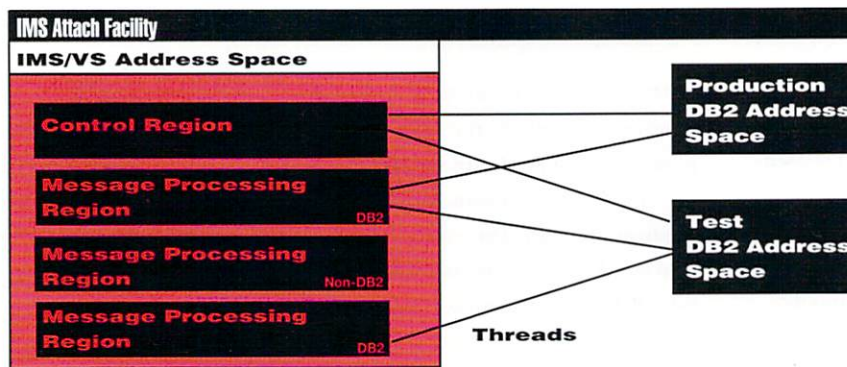 IMS Attach Facility
IMS/VS Address Space
Control Region
Message Processing
Region
DB2
Message Processing
Region
Non-DB2
Message Processing
Region
DB2
Production
DB2 Address
Space
Test
DB2 Address
Space
Threads